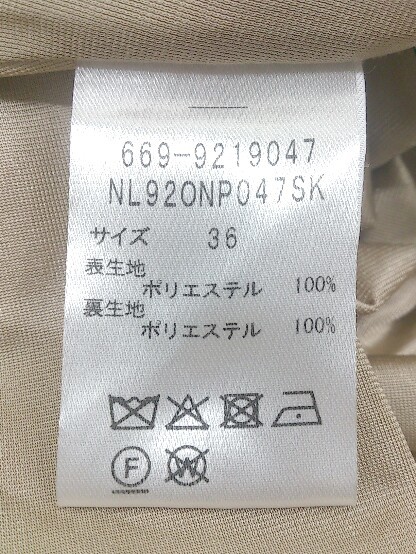 669-9219047
NL920NP047SK
サイズ 36
表生地
ポリエステル 100%
裏生地
ポリエステル 100%
F
W